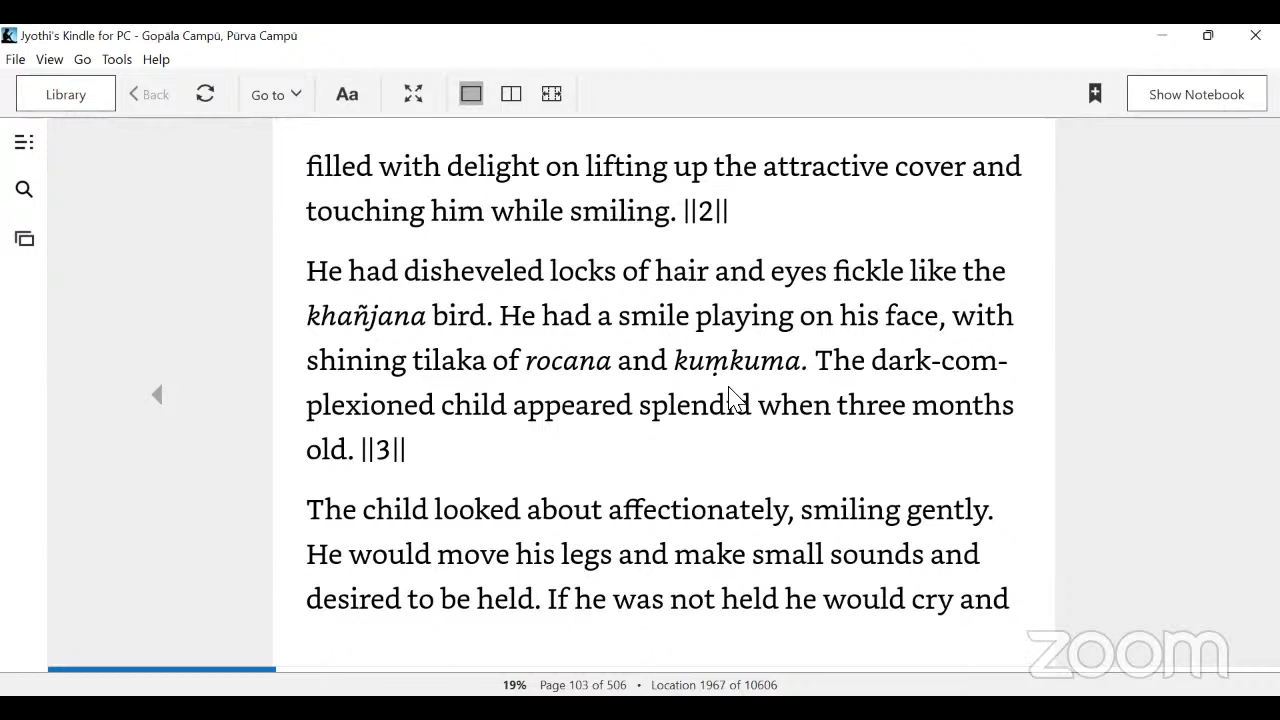 Jyothi's Kindle for PC - Gopāla Campū, Pūrva Campū
File View Go Tools Help
Library Back Go to Aa Show Notebook
filled with delight on lifting up the attractive cover and
touching him while smiling. ||2||
He had disheveled locks of hair and eyes fickle like the
khañjana bird. He had a smile playing on his face, with
shining tilaka of rocana and kuṃkuma. The dark-com-
plexioned child appeared splendid when three months
old. ||3||
The child looked about affectionately, smiling gently.
He would move his legs and make small sounds and
desired to be held. If he was not held he would cry and
zoom
19% Page 103 of 506 • Location 1967 of 10606